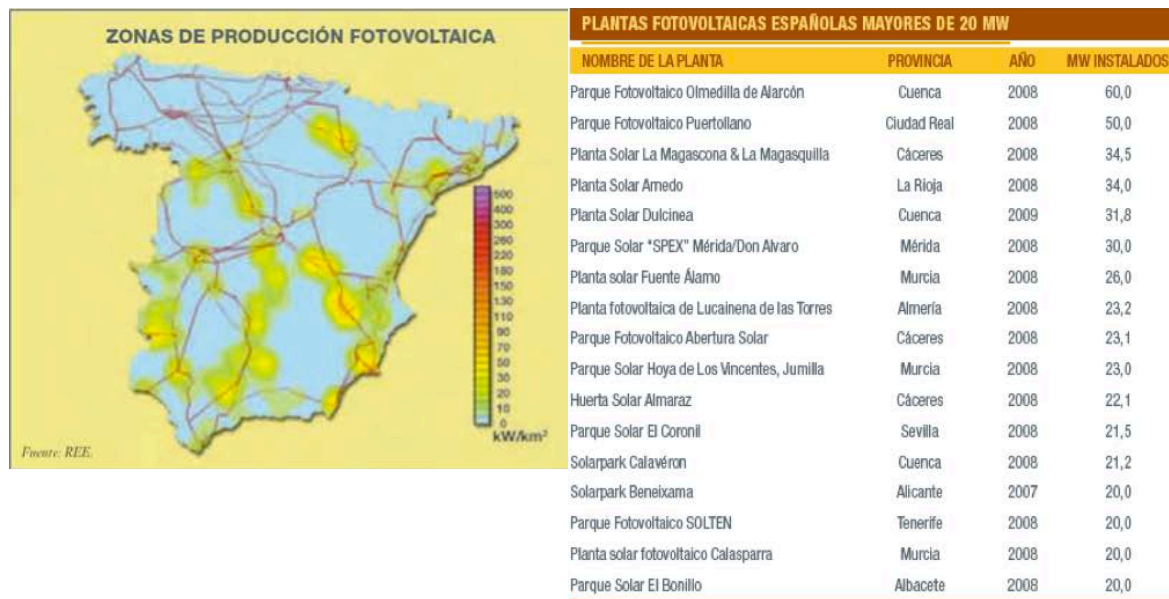 ZONAS DE PRODUCCIÓN FOTOVOLTAICA
500
400
300
260
220
180
150
130
110
90
70
50
30
20
10
0
kW/km²
Fuente: REE.
PLANTAS FOTOVOLTAICAS ESPAÑOLAS MAYORES DE 20 MW
NOMBRE DE LA PLANTA PROVINCIA AÑO MW INSTALADOS
Parque Fotovoltaico Olmedilla de Alarcón Cuenca 2008 60,0
Parque Fotovoltaico Puertollano Ciudad Real 2008 50,0
Planta Solar La Magascona & La Magasquilla Cáceres 2008 34,5
Planta Solar Arnedo La Rioja 2008 34,0
Planta Solar Dulcinea Cuenca 2009 31,8
Parque Solar "SPEX" Mérida/Don Alvaro Mérida 2008 30,0
Planta solar Fuente Álamo Murcia 2008 26,0
Planta fotovoltaica de Lucainena de las Torres Almería 2008 23,2
Parque Fotovoltaico Abertura Solar Cáceres 2008 23,1
Parque Solar Hoya de Los Vincentes, Jumilla Murcia 2008 23,0
Huerta Solar Almaraz Cáceres 2008 22,1
Parque Solar El Coronil Sevilla 2008 21,5
Solarpark Calavéron Cuenca 2008 21,2
Solarpark Beneixama Alicante 2007 20,0
Parque Fotovoltaico SOLTEN Tenerife 2008 20,0
Planta solar fotovoltaico Calasparra Murcia 2008 20,0
Parque Solar El Bonillo Albacete 2008 20,0